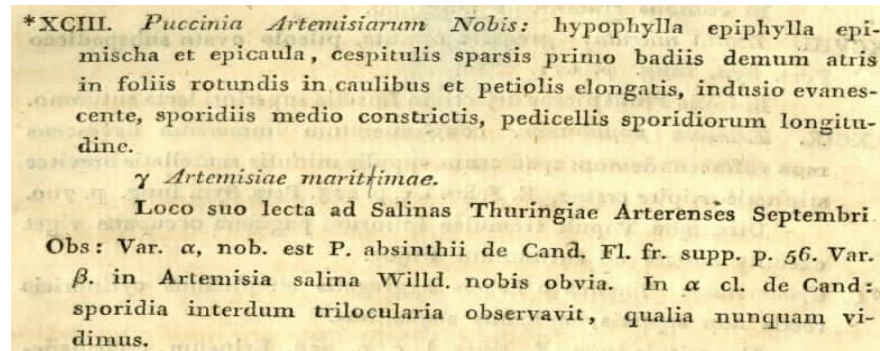 *XCIII. Puccinia Artemisiarum Nobis: hypophylla epiphylla epi-
mischa et epicaula, cespitulis sparsis primo badiis demum atris
in foliis rotundis in caulibus et petiolis elongatis, indusio evanes-
cente, sporidiis medio constrictis, pedicellis sporidiorum longitu-
dine.
γ Artemisiae maritimae.
Loco suo lecta ad Salinas Thuringiae Arterenses Septembri
Obs: Var. α, nob. est P. absinthii de Cand. Fl. fr. supp. p. 56. Var.
β. in Artemisia salina Willd. nobis obvia. In α cl. de Cand:
sporidia interdum trilocularia observavit, qualia nunquam vi-
dimus.